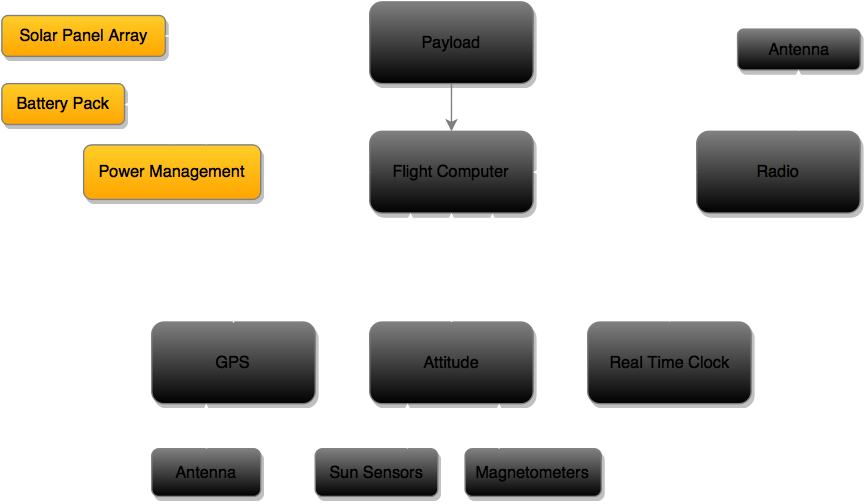 Solar Panel Array
Payload
Antenna
Battery Pack
Power Management
Flight Computer
Radio
GPS
Attitude
Real Time Clock
Antenna
Sun Sensors
Magnetometers